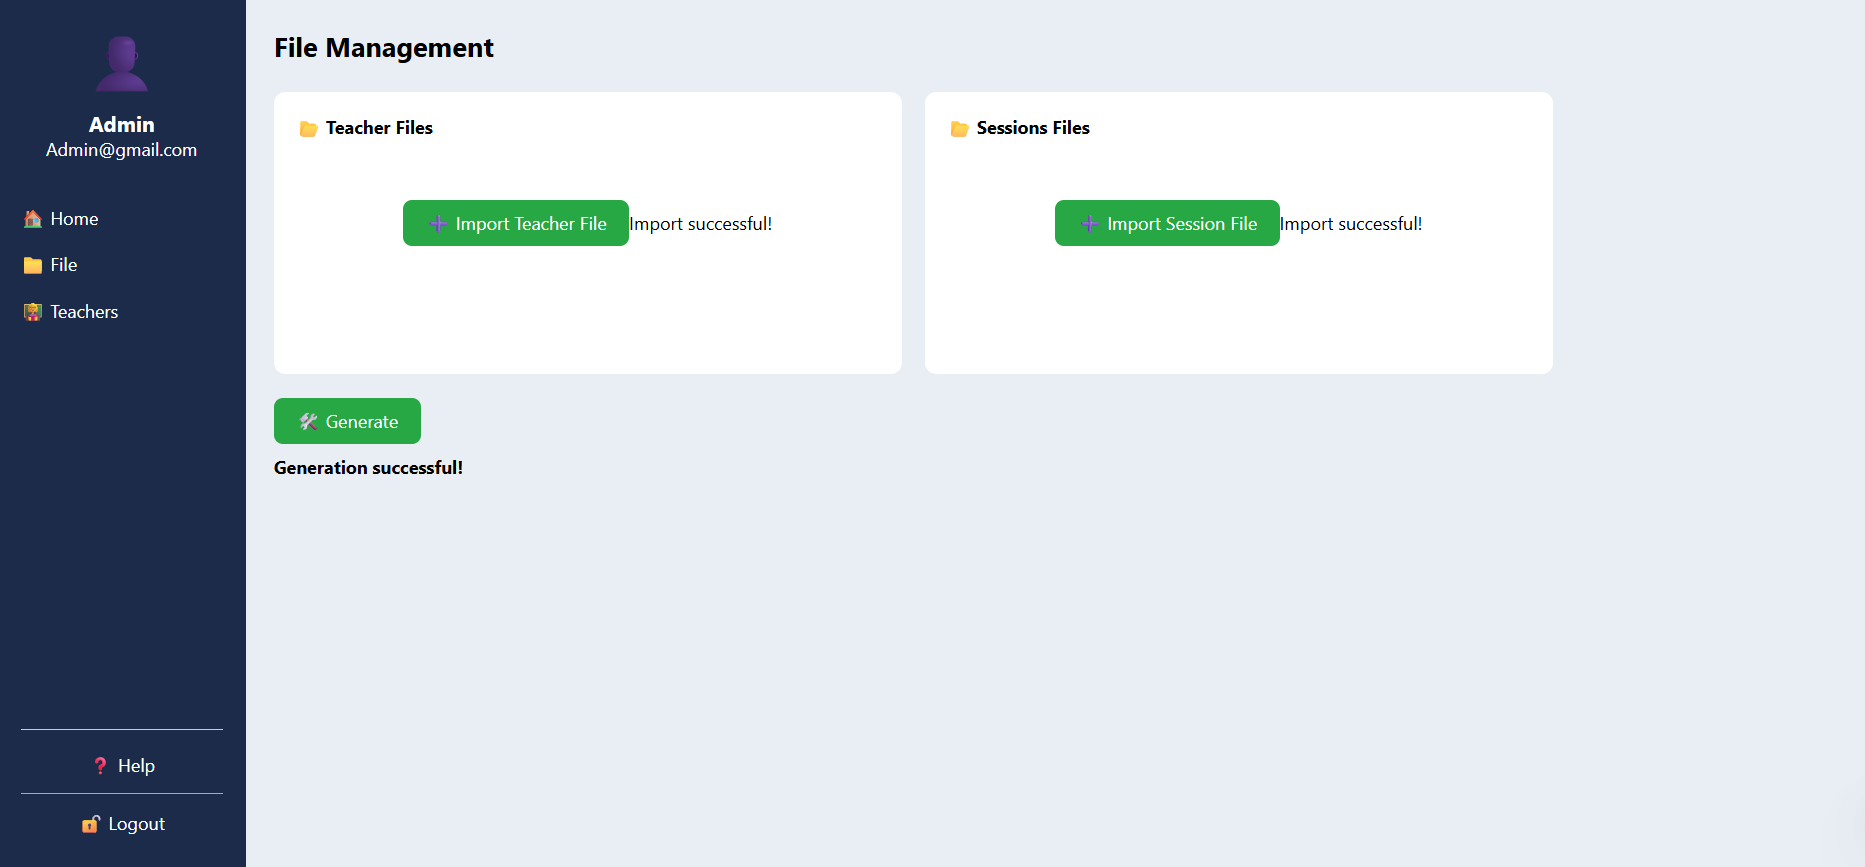 Admin
Admin@gmail.com
Home
File
Teachers
Help
Logout
File Management
Teacher Files
Import Teacher File Import successful!
Sessions Files
Import Session File Import successful!
Generate
Generation successful!